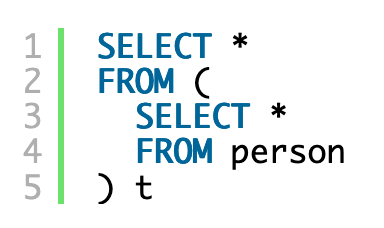 1 SELECT *
2 FROM (
3   SELECT *
4   FROM person
5 ) t